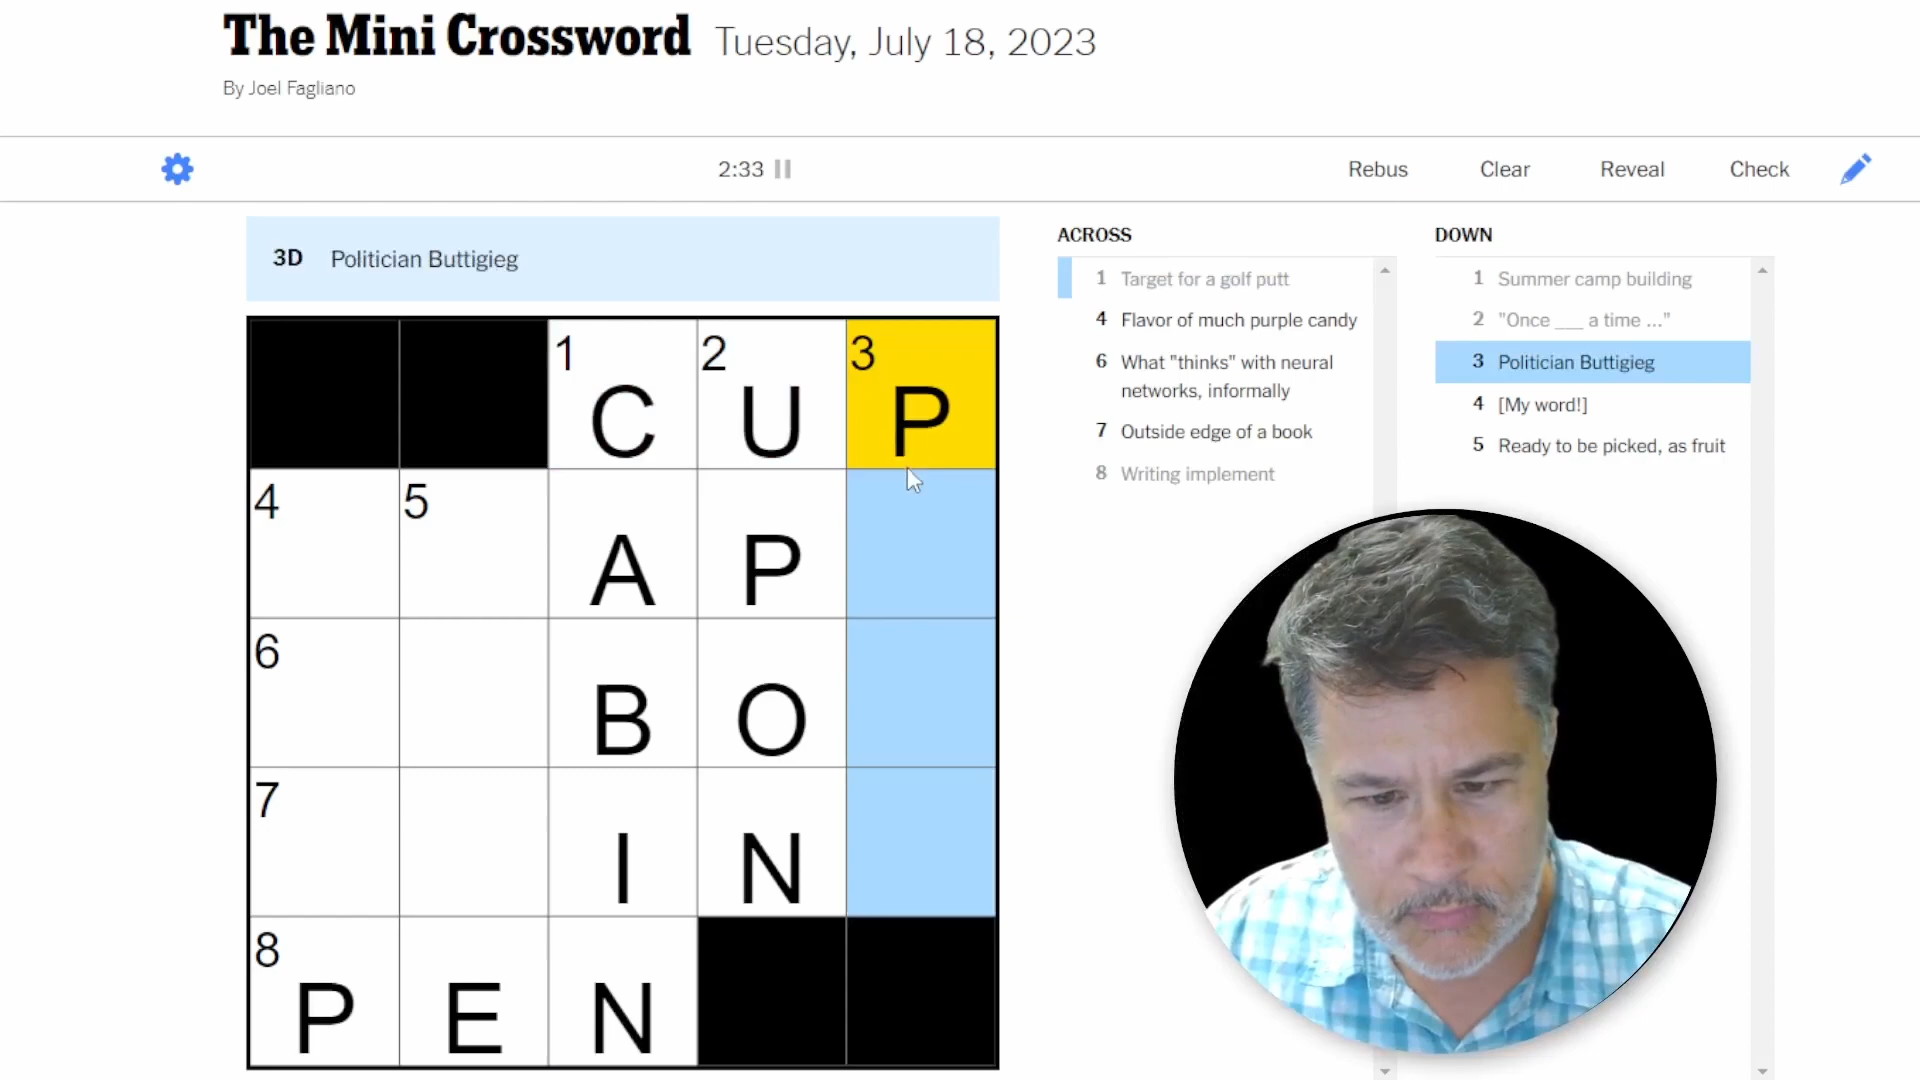 The Mini Crossword Tuesday, July 18, 2023
By Joel Fagliano
2:33 Rebus Clear Reveal Check
3D Politician Buttigieg
1 2 3
C U P
4 5
A P
6
B O
7
I N
8
P E N
ACROSS
1 Target for a golf putt
4 Flavor of much purple candy
6 What "thinks" with neural
networks, informally
7 Outside edge of a book
8 Writing implement
DOWN
1 Summer camp building
2 "Once ___ a time ..."
3 Politician Buttigieg
4 [My word!]
5 Ready to be picked, as fruit